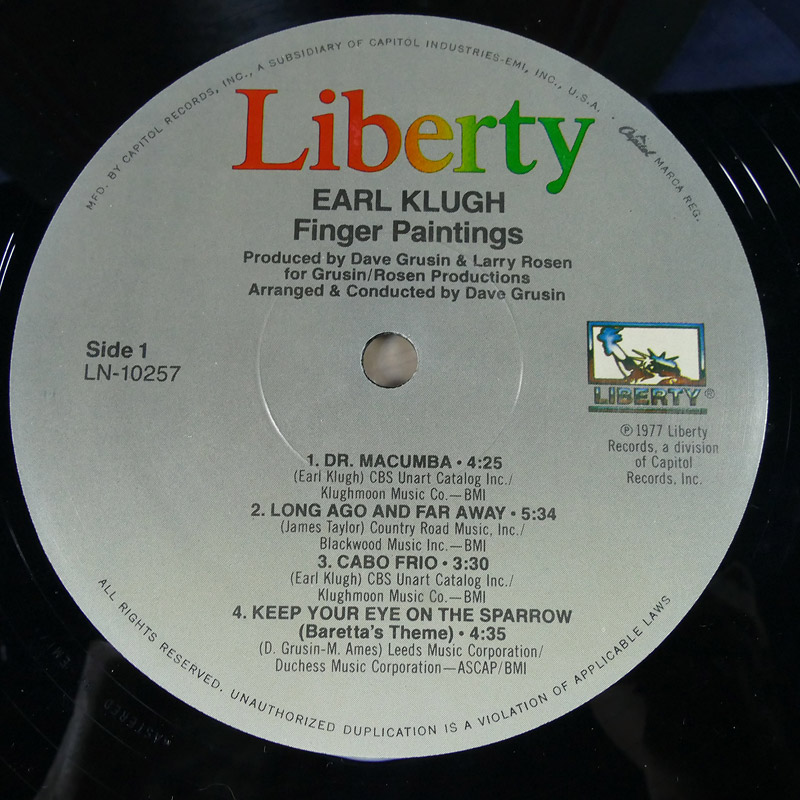 MFD. BY CAPITOL RECORDS, INC., A SUBSIDIARY OF CAPITOL INDUSTRIES-EMI, INC., U.S.A. · Capitol MARCA REG.
Liberty
EARL KLUGH
Finger Paintings
Produced by Dave Grusin & Larry Rosen
for Grusin/Rosen Productions
Arranged & Conducted by Dave Grusin
Side 1
LN-10257
LIBERTY®
℗ 1977 Liberty
Records, a division
of Capitol
Records, Inc.
1. DR. MACUMBA • 4:25
(Earl Klugh) CBS Unart Catalog Inc./
Klughmoon Music Co.—BMI
2. LONG AGO AND FAR AWAY • 5:34
(James Taylor) Country Road Music, Inc./
Blackwood Music Inc.—BMI
3. CABO FRIO • 3:30
(Earl Klugh) CBS Unart Catalog Inc./
Klughmoon Music Co.—BMI
4. KEEP YOUR EYE ON THE SPARROW
(Baretta's Theme) • 4:35
(D. Grusin-M. Ames) Leeds Music Corporation/
Duchess Music Corporation—ASCAP/BMI
ALL RIGHTS RESERVED. UNAUTHORIZED DUPLICATION IS A VIOLATION OF APPLICABLE LAWS